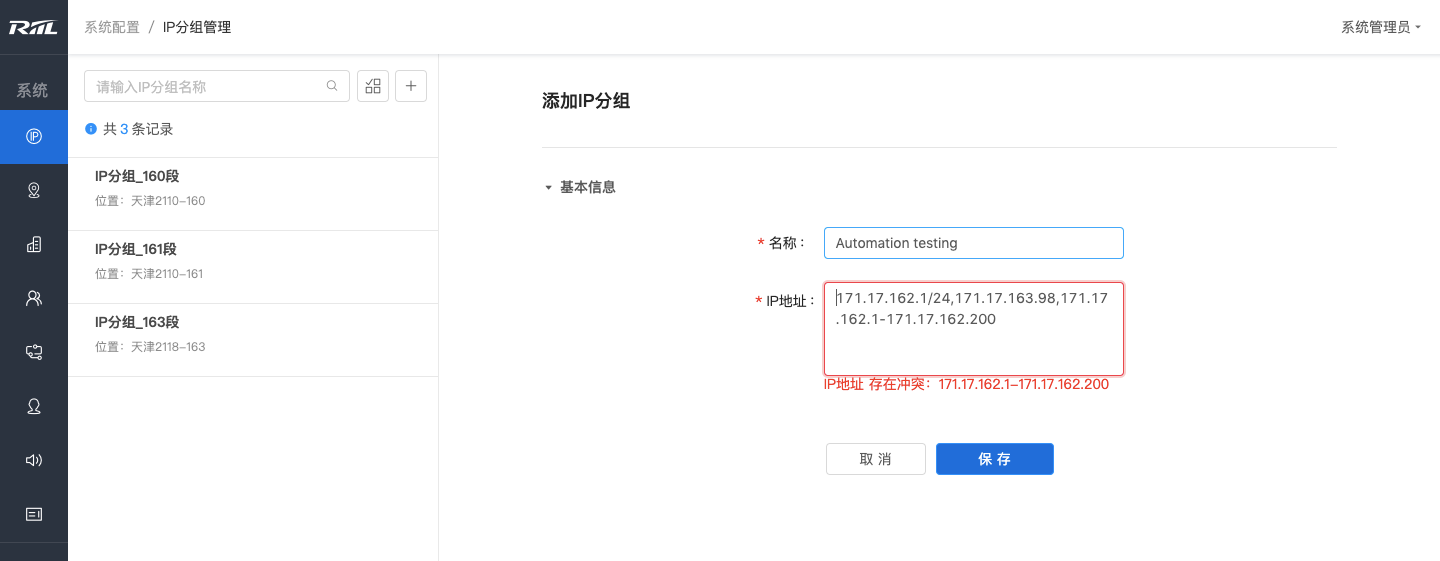 RIIL
系统配置 / IP分组管理
系统管理员
系统
请输入IP分组名称
共 3 条记录
IP分组_160段
位置：天津2110-160
IP分组_161段
位置：天津2110-161
IP分组_163段
位置：天津2118-163
添加IP分组
基本信息
* 名称：
Automation testing
* IP地址：
171.17.162.1/24,171.17.163.98,171.17
.162.1-171.17.162.200
IP地址 存在冲突：171.17.162.1-171.17.162.200
取 消
保 存